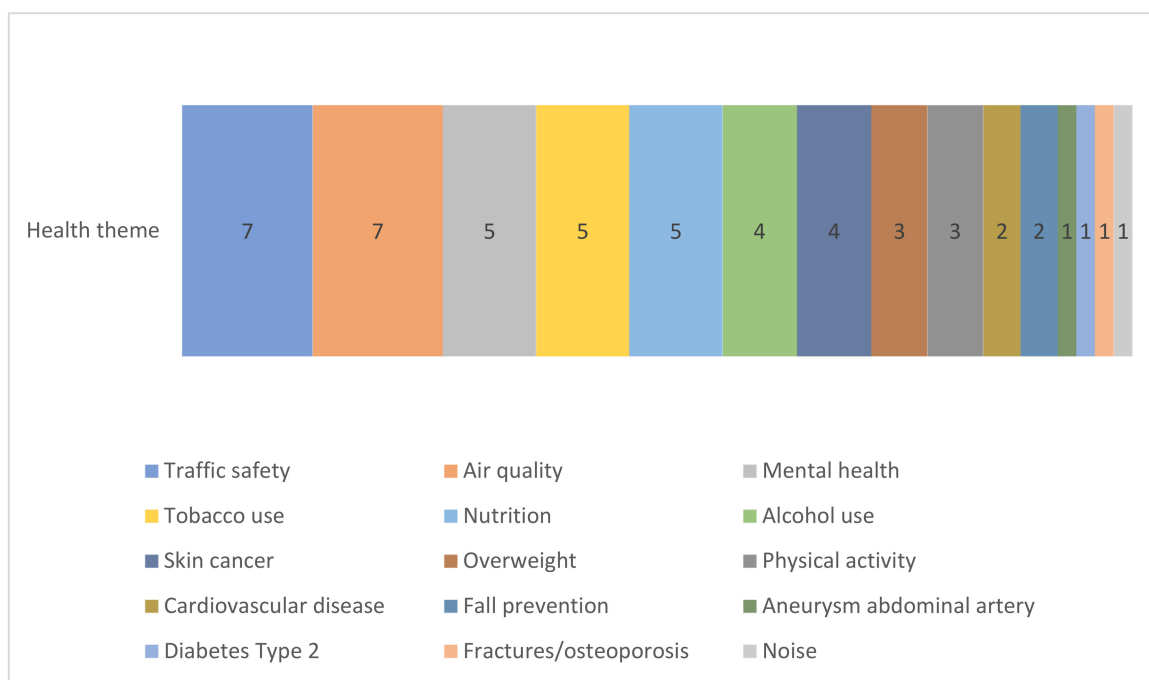 Health theme 7 7 5 5 5 4 4 3 3 2 2 1 1 1 1
Traffic safety Air quality Mental health
Tobacco use Nutrition Alcohol use
Skin cancer Overweight Physical activity
Cardiovascular disease Fall prevention Aneurysm abdominal artery
Diabetes Type 2 Fractures/osteoporosis Noise